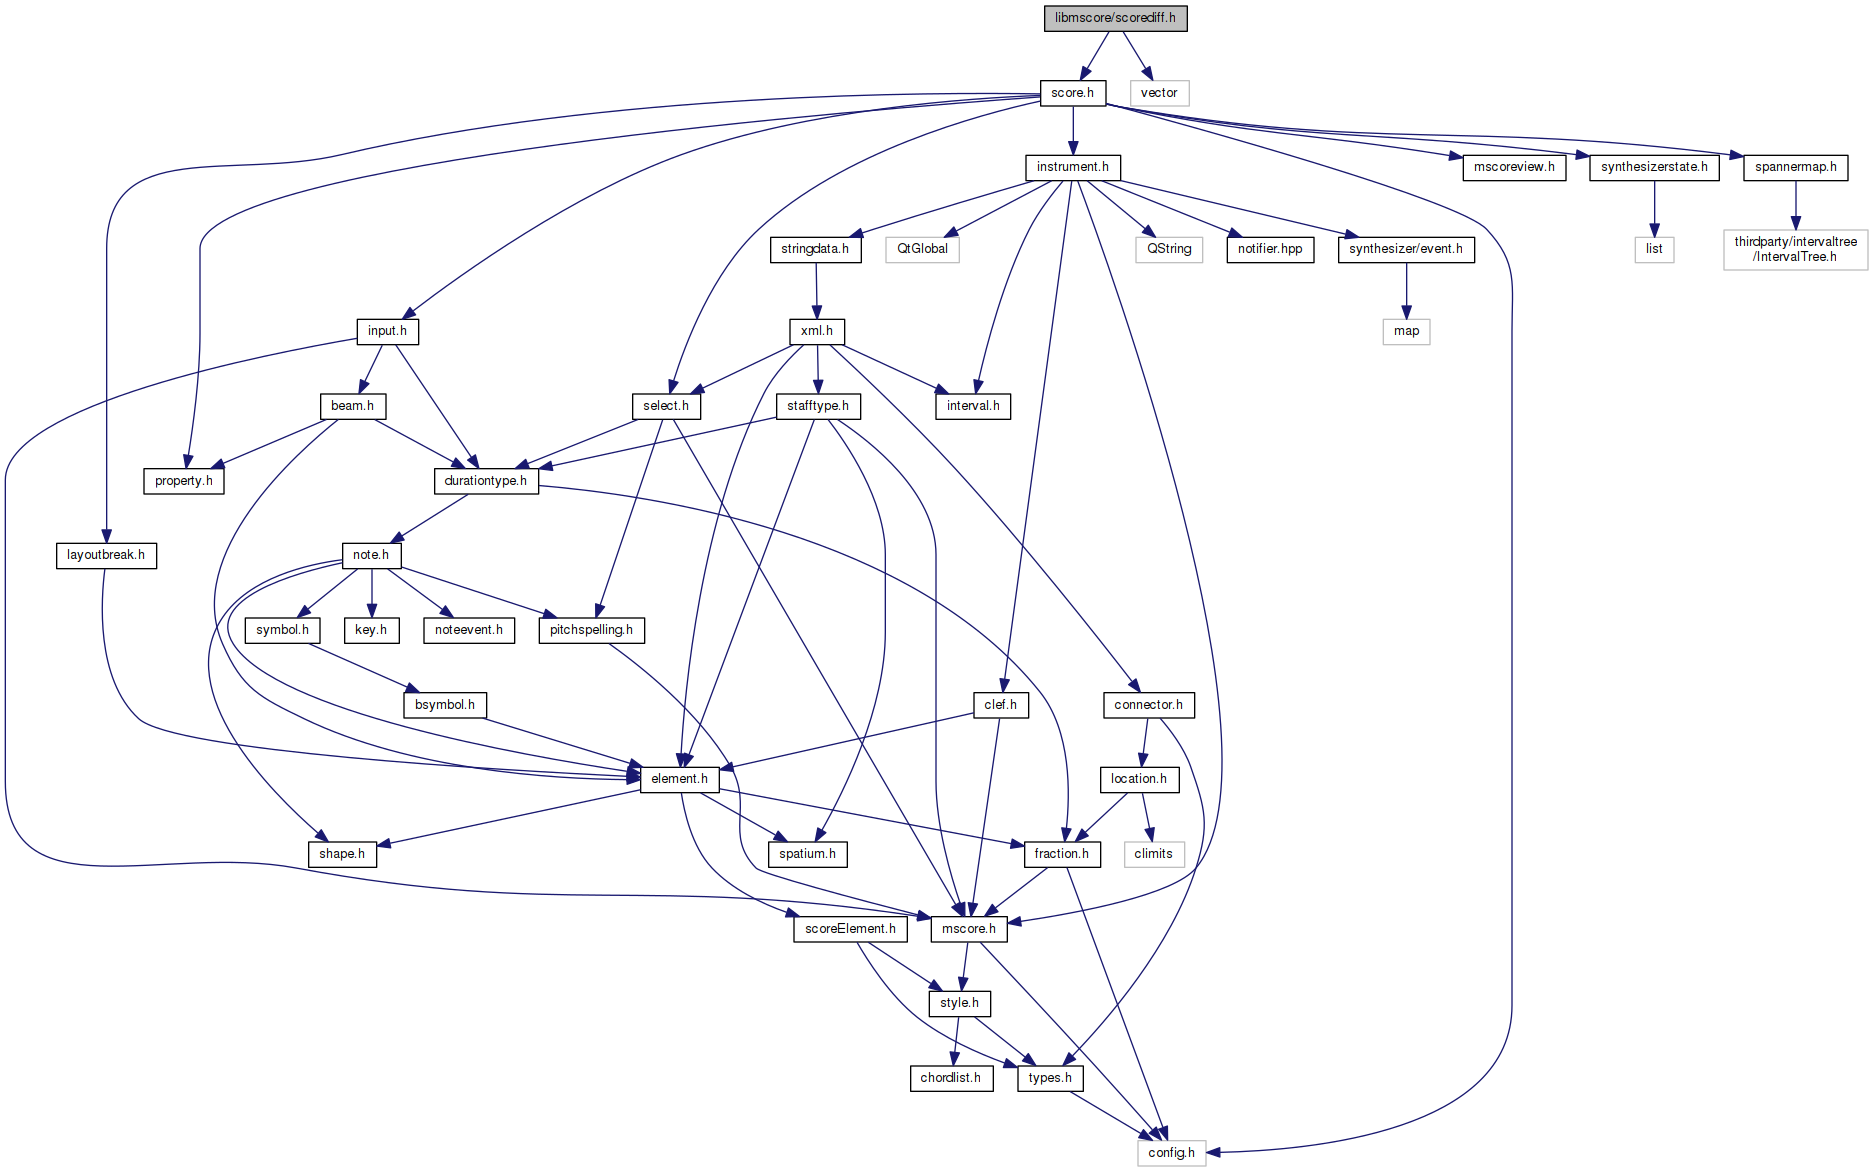 libmscore/scorediff.h
score.h
vector
instrument.h
mscoreview.h
synthesizerstate.h
spannermap.h
stringdata.h
QtGlobal
QString
notifier.hpp
synthesizer/event.h
list
thirdparty/intervaltree
/IntervalTree.h
input.h
xml.h
map
beam.h
select.h
stafftype.h
interval.h
property.h
durationtype.h
layoutbreak.h
note.h
symbol.h
key.h
noteevent.h
pitchspelling.h
bsymbol.h
clef.h
connector.h
element.h
location.h
shape.h
spatium.h
fraction.h
climits
scoreElement.h
mscore.h
style.h
chordlist.h
types.h
config.h